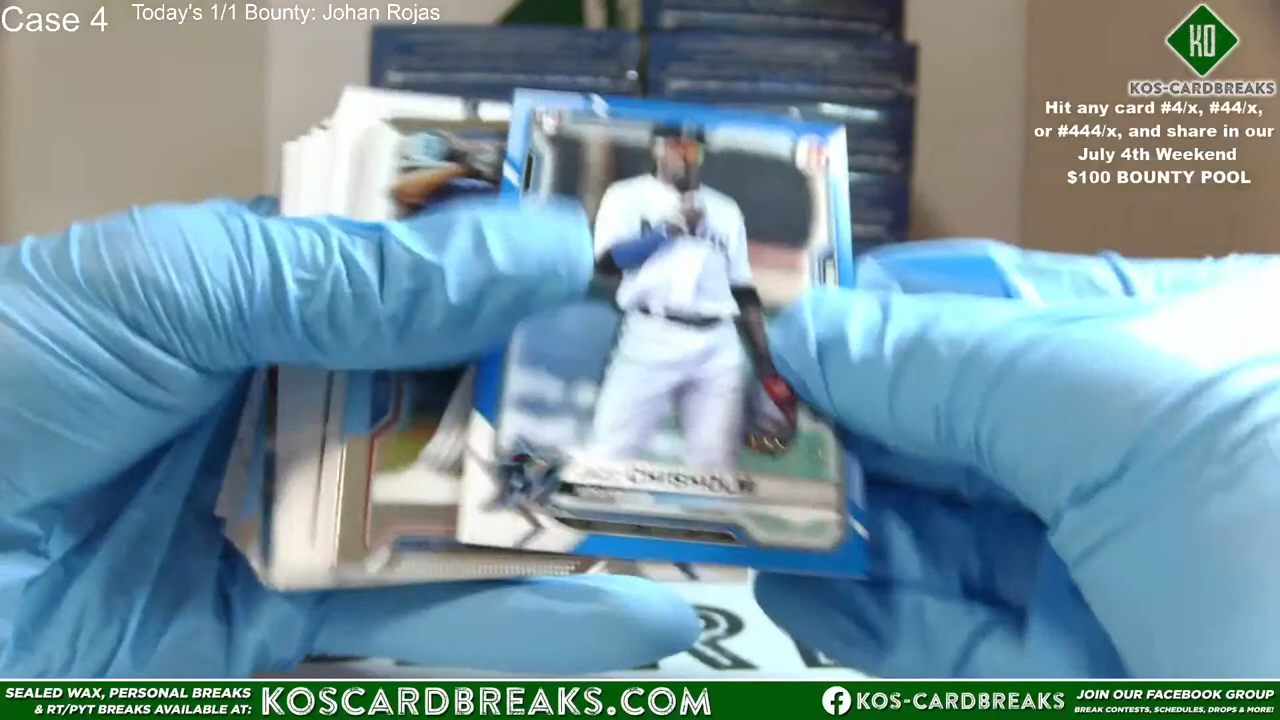 Case 4
Today's 1/1 Bounty: Johan Rojas
KO
KOS-CARDBREAKS
Hit any card #4/x, #44/x,
or #444/x, and share in our
July 4th Weekend
$100 BOUNTY POOL
CHISHOLM
SEALED WAX, PERSONAL BREAKS
& RT/PYT BREAKS AVAILABLE AT:
KOSCARDBREAKS.COM
KOS-CARDBREAKS
JOIN OUR FACEBOOK GROUP
BREAK CONTESTS, SCHEDULES, DROPS & MORE!